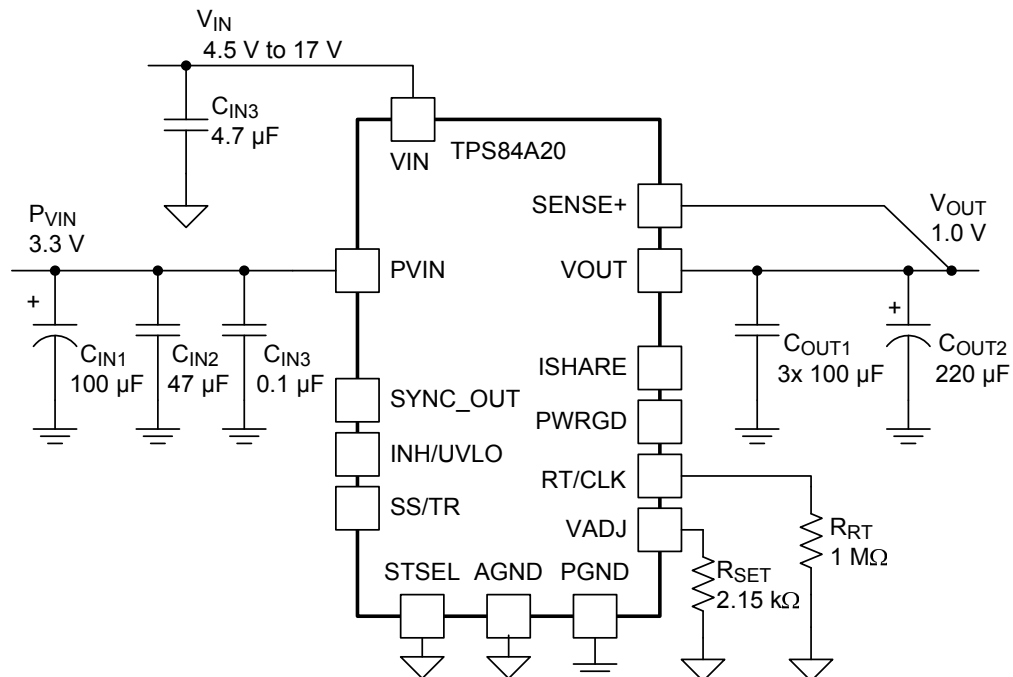 VIN
4.5 V to 17 V
CIN3
4.7 µF
VIN
TPS84A20
SENSE+
PVIN
3.3 V
VOUT
1.0 V
PVIN
VOUT
+
CIN1
100 µF
CIN2
47 µF
CIN3
0.1 µF
+
COUT1
3x 100 µF
COUT2
220 µF
ISHARE
SYNC_OUT
PWRGD
INH/UVLO
RT/CLK
SS/TR
VADJ
RRT
1 MΩ
RSET
2.15 kΩ
STSEL AGND PGND